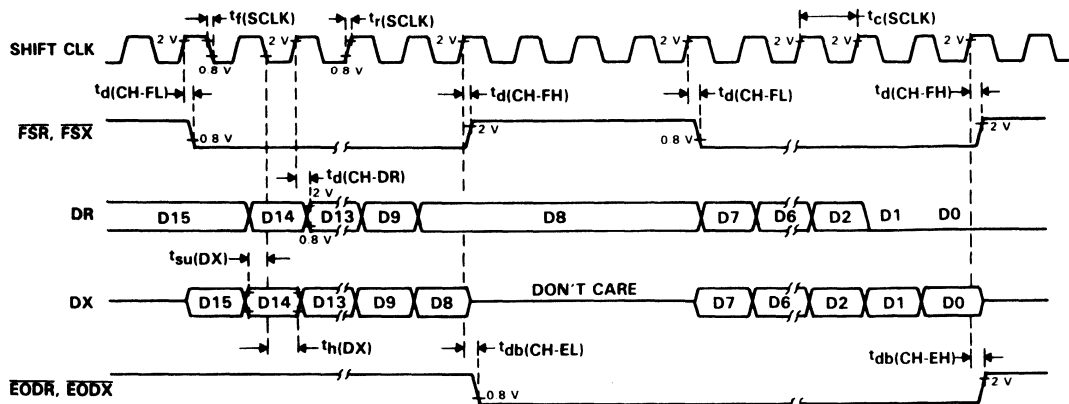 tf(SCLK) tr(SCLK) tc(SCLK)
SHIFT CLK 2 V 2 V 2 V 2 V 2 V 2 V 2 V 2 V
0.8 V 0.8 V
td(CH-FL) td(CH-FH) td(CH-FL) td(CH-FH)
FSR, FSX 0.8 V 2 V 0.8 V 2 V
td(CH-DR)
2 V
DR D15 D14 D13 D9 D8 D7 D6 D2 D1 D0
0.8 V
tsu(DX)
DX D15 D14 D13 D9 D8 DON'T CARE D7 D6 D2 D1 D0
th(DX) tdb(CH-EL) tdb(CH-EH)
EODR, EODX 0.8 V 2 V